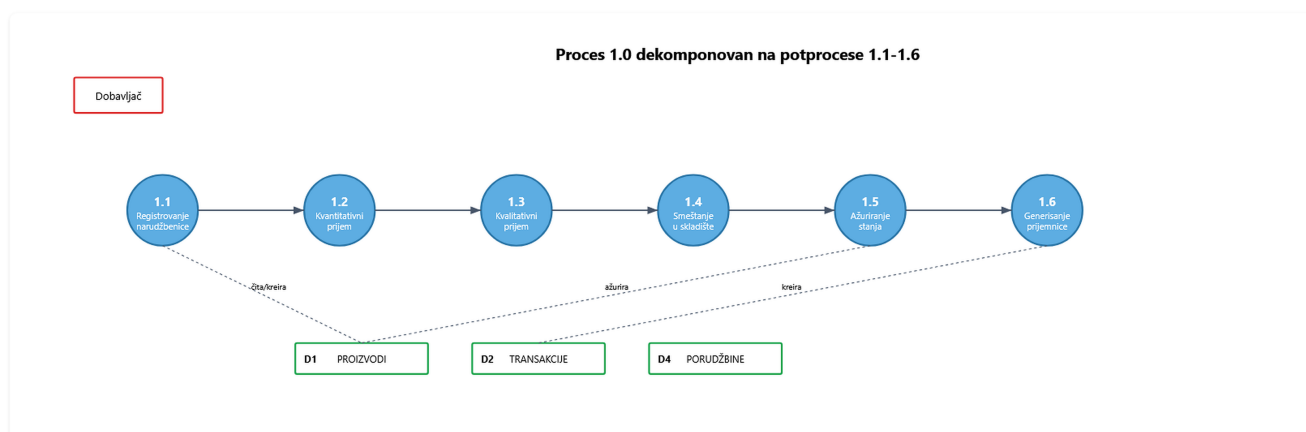 Proces 1.0 dekomponovan na potprocese 1.1-1.6
Dobavljač
1.1
Registrovanje
narudžbenice
1.2
Kvantitativni
prijem
1.3
Kvalitativni
prijem
1.4
Smeštanje
u skladište
1.5
Ažuriranje
stanja
1.6
Generisanje
prijemnice
čita/kreira
ažurira
kreira
D1 PROIZVODI
D2 TRANSAKCIJE
D4 PORUDŽBINE